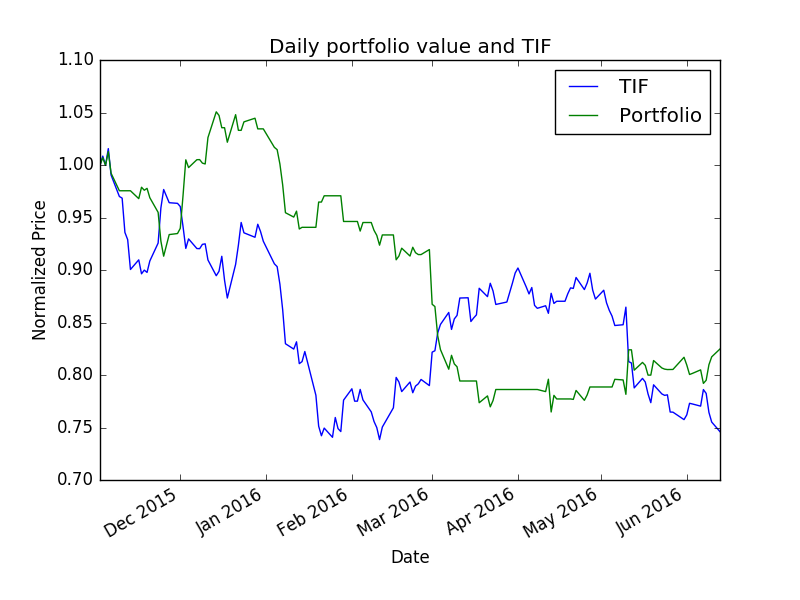 Daily portfolio value and TIF
TIF
Portfolio
1.10
1.05
1.00
0.95
0.90
0.85
0.80
0.75
0.70
Normalized Price
Dec 2015
Jan 2016
Feb 2016
Mar 2016
Apr 2016
May 2016
Jun 2016
Date